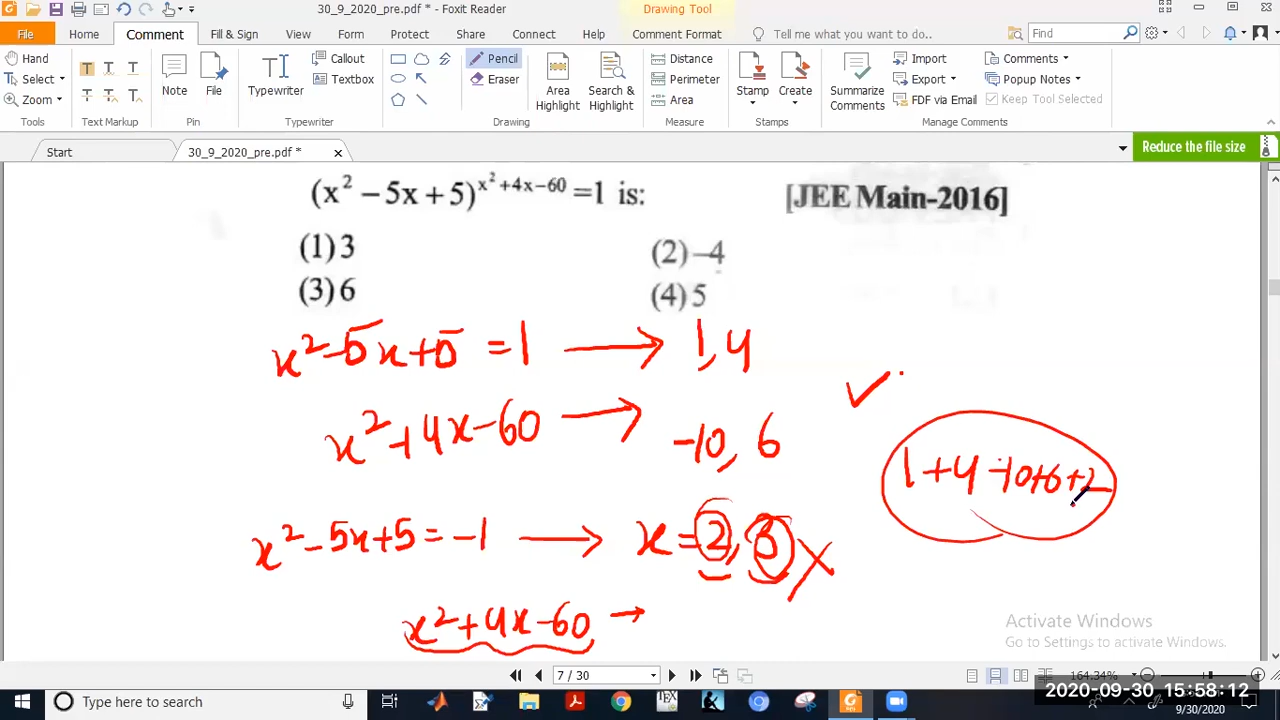 30_9_2020_pre.pdf * - Foxit Reader
Drawing Tool
File Home Comment Fill & Sign View Form Protect Share Connect Help Comment Format Tell me what you want to do.. Find
Hand
Select
Zoom
Tools
Text Markup
Note
File
Pin
Typewriter
Callout
Textbox
Typewriter
Pencil
Eraser
Drawing
Area Highlight
Search & Highlight
Distance
Perimeter
Area
Measure
Stamp
Create
Stamps
Summarize Comments
Import
Export
FDF via Email
Comments
Popup Notes
Keep Tool Selected
Manage Comments
Start 30_9_2020_pre.pdf * Reduce the file size
(x² − 5x + 5)^{x²+4x−60} =1 is: [JEE Main-2016]
(1) 3 (2) –4
(3) 6 (4) 5
x²-5x+5 = 1 → 1,4
x²+4x-60 → -10, 6
✓
1+4-10+6+2
x²-5x+5 = -1 → x = 2, 3 X
x²+4x-60 →
Activate Windows
Go to Settings to activate Windows.
7 / 30 164.34%
2020-09-30 15:58:12
Type here to search
9/30/2020